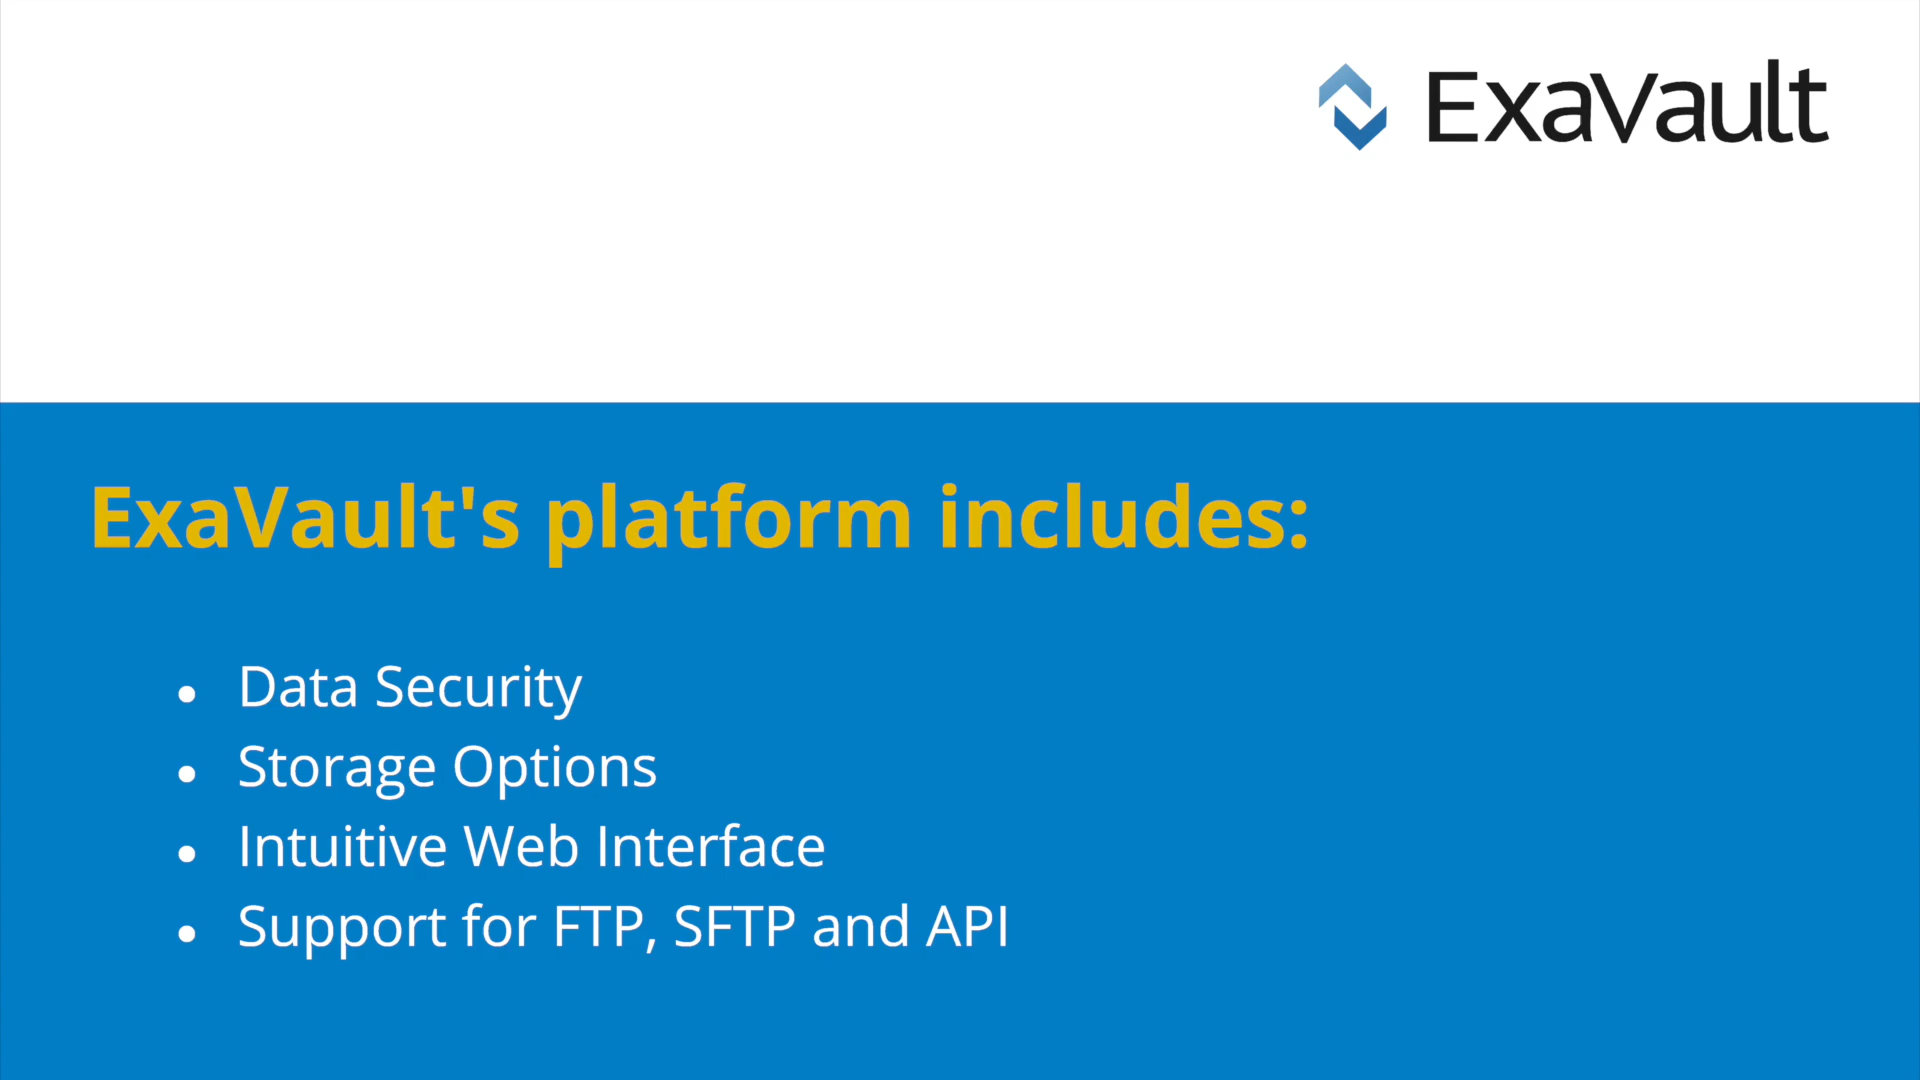 ExaVault
ExaVault's platform includes:
• Data Security
• Storage Options
• Intuitive Web Interface
• Support for FTP, SFTP and API